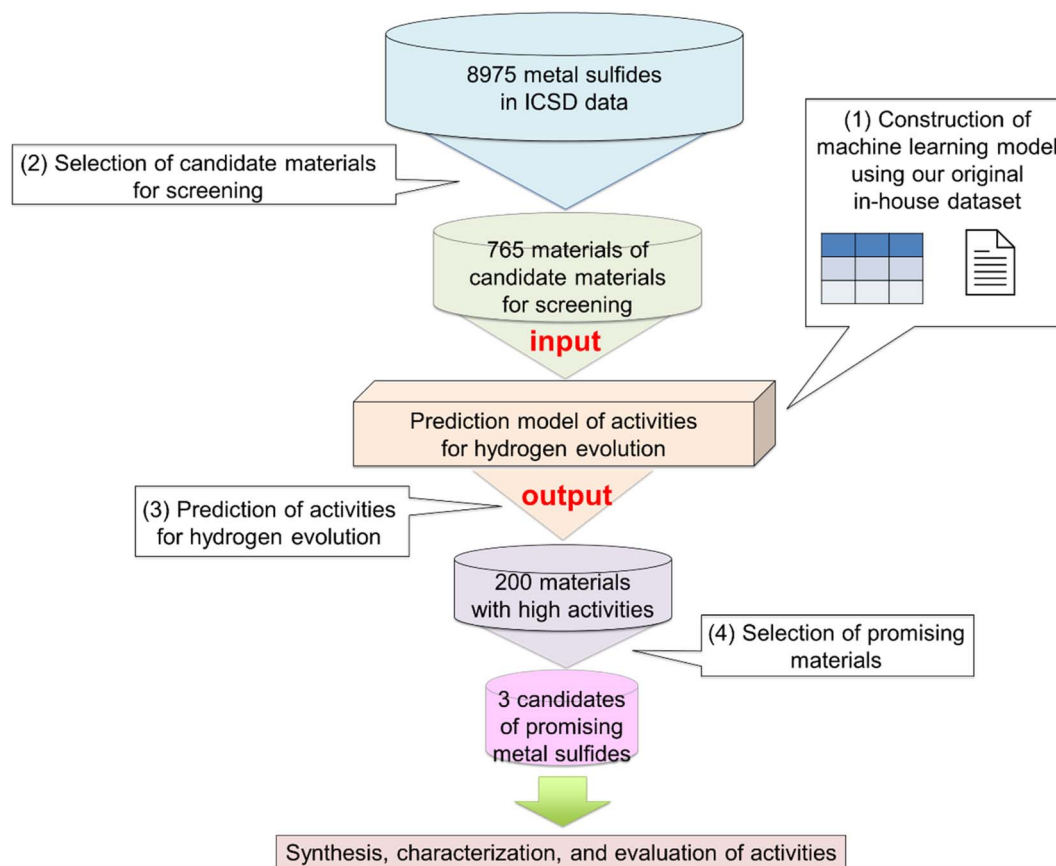 8975 metal sulfides
in ICSD data
(1) Construction of
machine learning model
using our original
in-house dataset
(2) Selection of candidate materials
for screening
765 materials of
candidate materials
for screening
input
Prediction model of activities
for hydrogen evolution
output
(3) Prediction of activities
for hydrogen evolution
200 materials
with high activities
(4) Selection of promising
materials
3 candidates
of promising
metal sulfides
Synthesis, characterization, and evaluation of activities